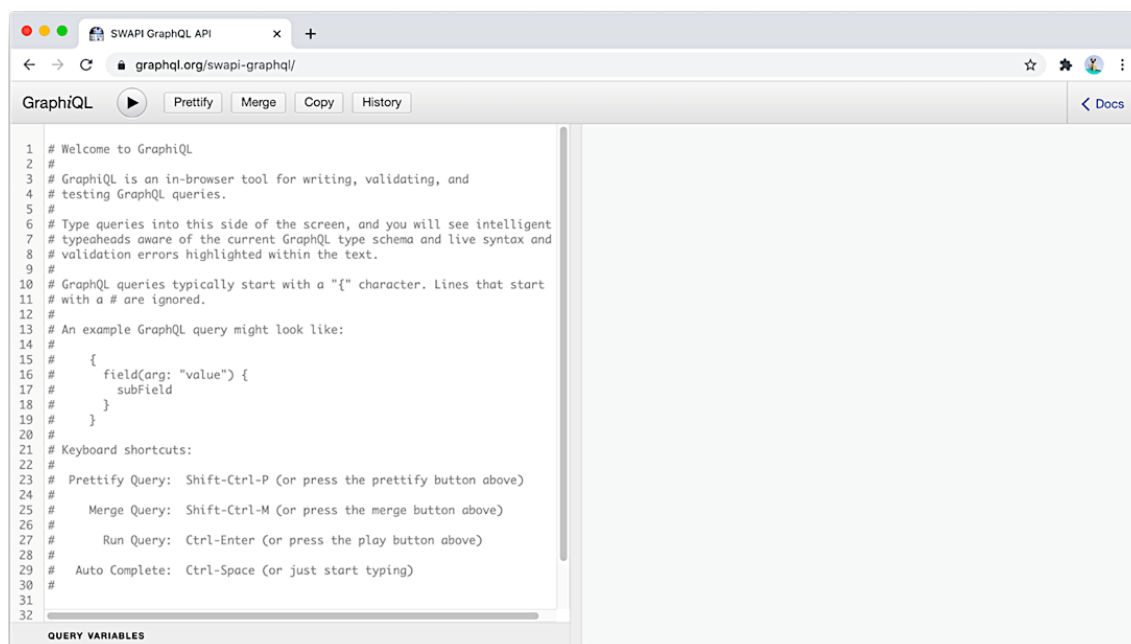 SWAPI GraphQL API
graphql.org/swapi-graphql/
GraphiQL Prettify Merge Copy History Docs
1 # Welcome to GraphiQL
2 #
3 # GraphiQL is an in-browser tool for writing, validating, and
4 # testing GraphQL queries.
5 #
6 # Type queries into this side of the screen, and you will see intelligent
7 # typeaheads aware of the current GraphQL type schema and live syntax and
8 # validation errors highlighted within the text.
9 #
10 # GraphQL queries typically start with a "{" character. Lines that start
11 # with a # are ignored.
12 #
13 # An example GraphQL query might look like:
14 #
15 #     {
16 #       field(arg: "value") {
17 #         subField
18 #       }
19 #     }
20 #
21 # Keyboard shortcuts:
22 #
23 #  Prettify Query:  Shift-Ctrl-P (or press the prettify button above)
24 #
25 #     Merge Query:  Shift-Ctrl-M (or press the merge button above)
26 #
27 #       Run Query:  Ctrl-Enter (or press the play button above)
28 #
29 #   Auto Complete:  Ctrl-Space (or just start typing)
30 #
31
32
QUERY VARIABLES